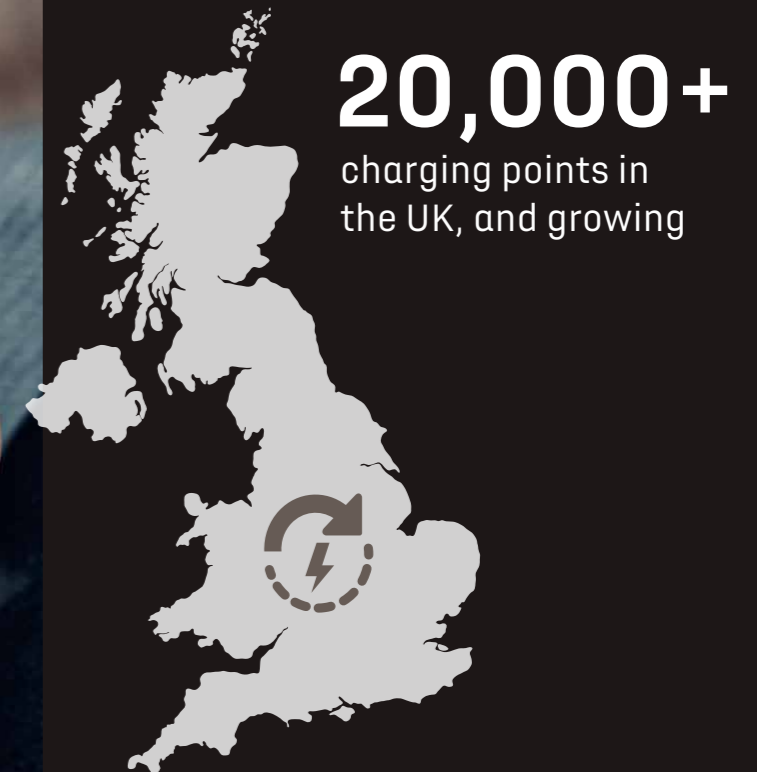 20,000+
charging points in
the UK, and growing